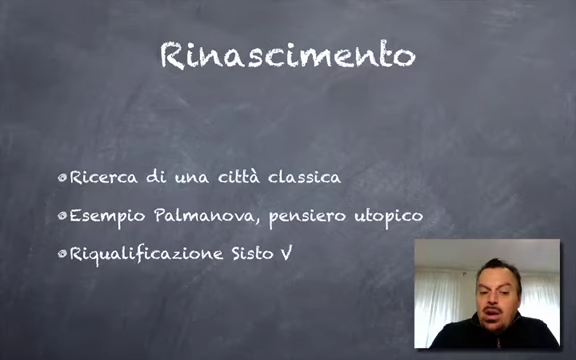 Rinascimento
Ricerca di una città classica
Esempio Palmanova, pensiero utopico
Riqualificazione Sisto V